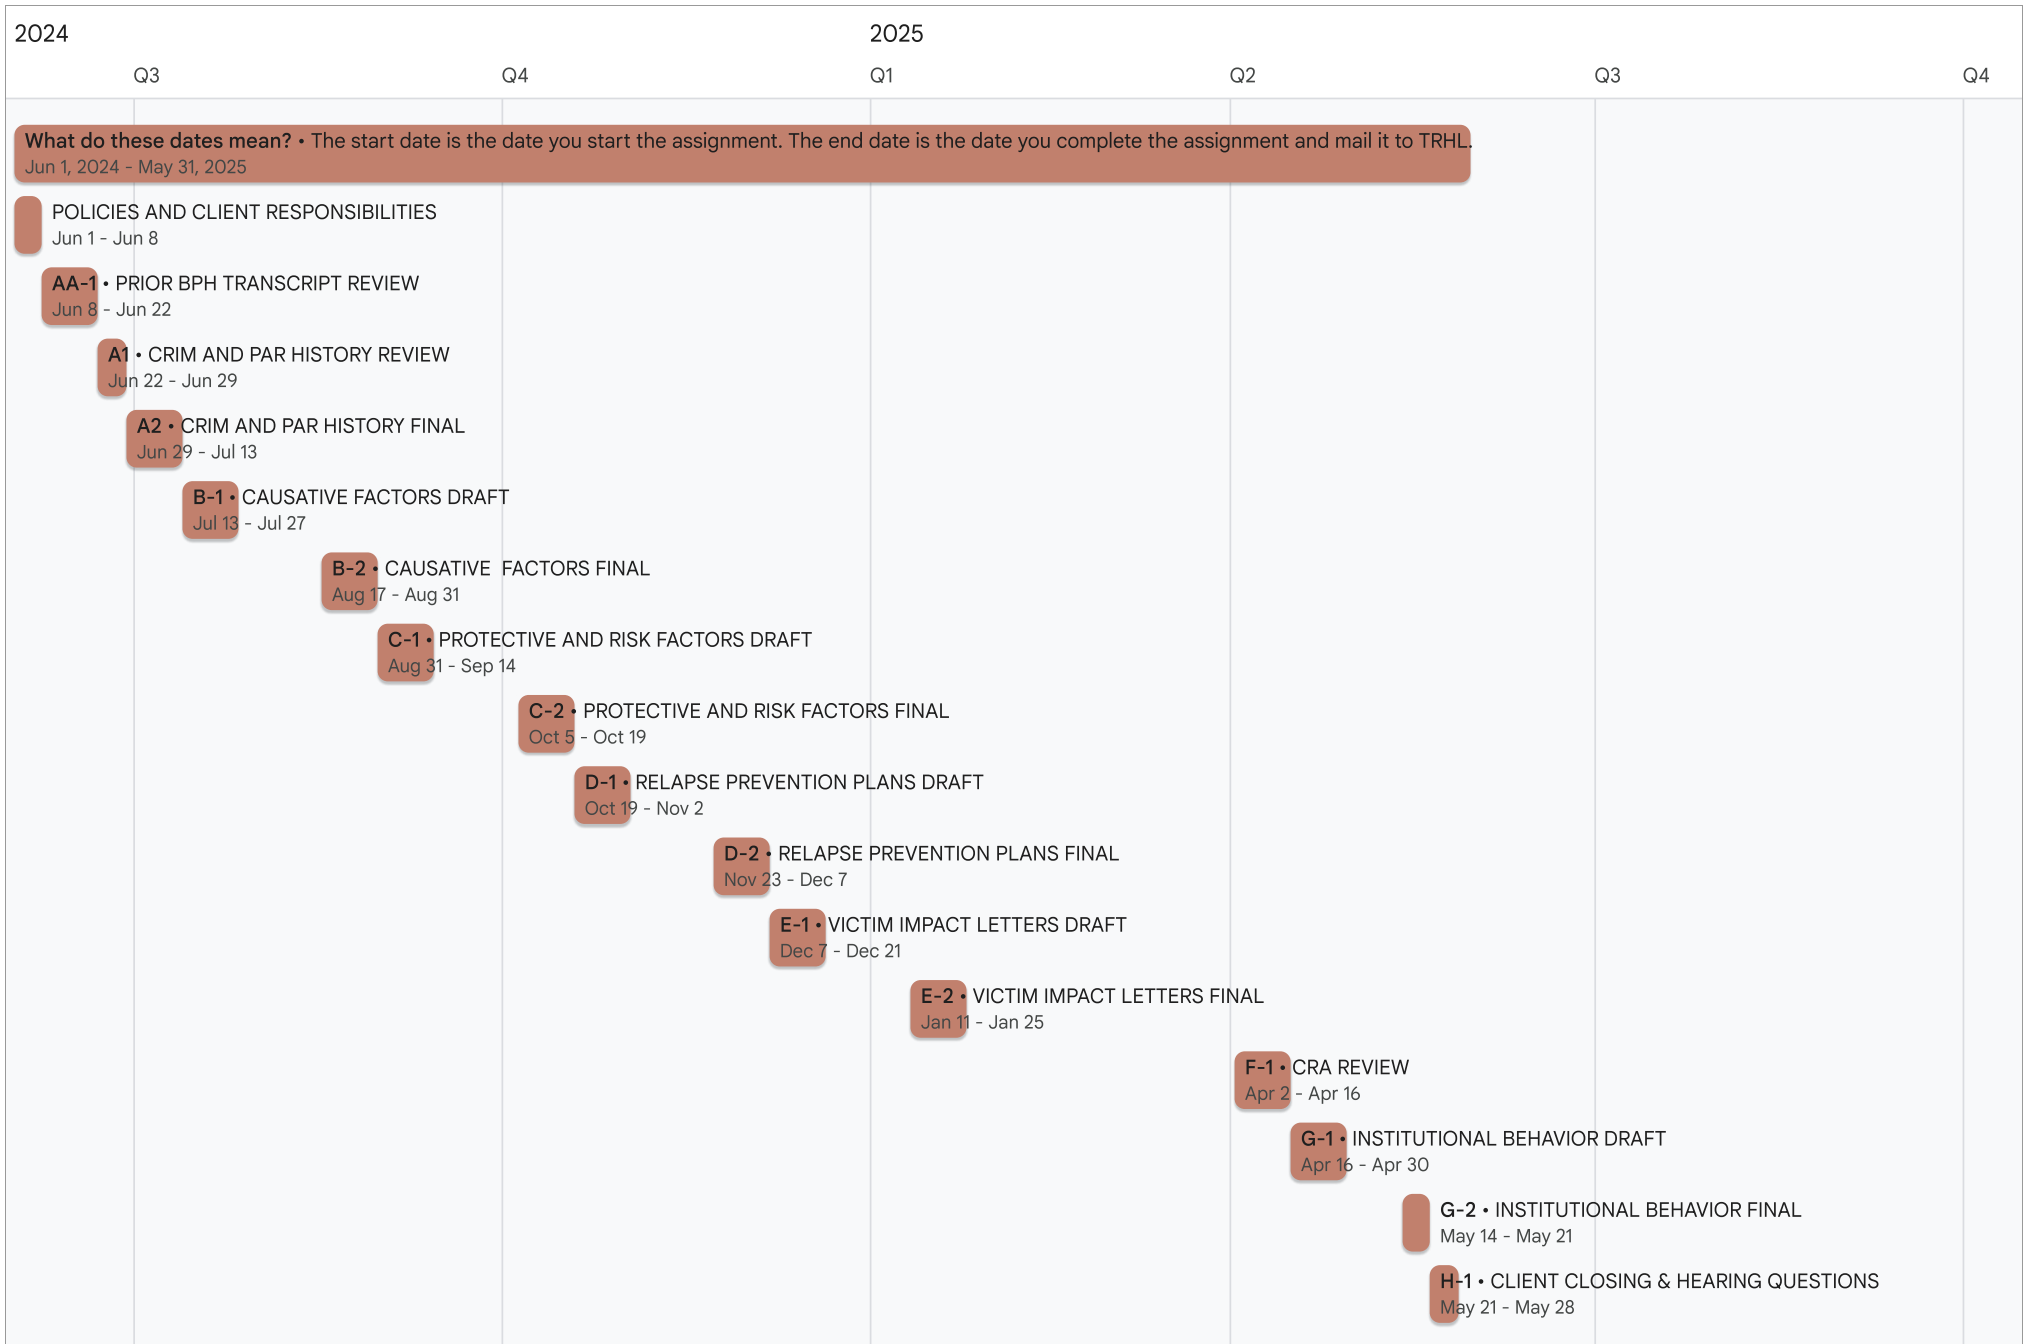 2024 2025
Q3 Q4 Q1 Q2 Q3 Q4
What do these dates mean? • The start date is the date you start the assignment. The end date is the date you complete the assignment and mail it to TRHL.
Jun 1, 2024 - May 31, 2025
POLICIES AND CLIENT RESPONSIBILITIES
Jun 1 - Jun 8
AA-1 • PRIOR BPH TRANSCRIPT REVIEW
Jun 8 - Jun 22
A1 • CRIM AND PAR HISTORY REVIEW
Jun 22 - Jun 29
A2 • CRIM AND PAR HISTORY FINAL
Jun 29 - Jul 13
B-1 • CAUSATIVE FACTORS DRAFT
Jul 13 - Jul 27
B-2 • CAUSATIVE  FACTORS FINAL
Aug 17 - Aug 31
C-1 • PROTECTIVE AND RISK FACTORS DRAFT
Aug 31 - Sep 14
C-2 • PROTECTIVE AND RISK FACTORS FINAL
Oct 5 - Oct 19
D-1 • RELAPSE PREVENTION PLANS DRAFT
Oct 19 - Nov 2
D-2 • RELAPSE PREVENTION PLANS FINAL
Nov 23 - Dec 7
E-1 • VICTIM IMPACT LETTERS DRAFT
Dec 7 - Dec 21
E-2 • VICTIM IMPACT LETTERS FINAL
Jan 11 - Jan 25
F-1 • CRA REVIEW
Apr 2 - Apr 16
G-1 • INSTITUTIONAL BEHAVIOR DRAFT
Apr 16 - Apr 30
G-2 • INSTITUTIONAL BEHAVIOR FINAL
May 14 - May 21
H-1 • CLIENT CLOSING & HEARING QUESTIONS
May 21 - May 28